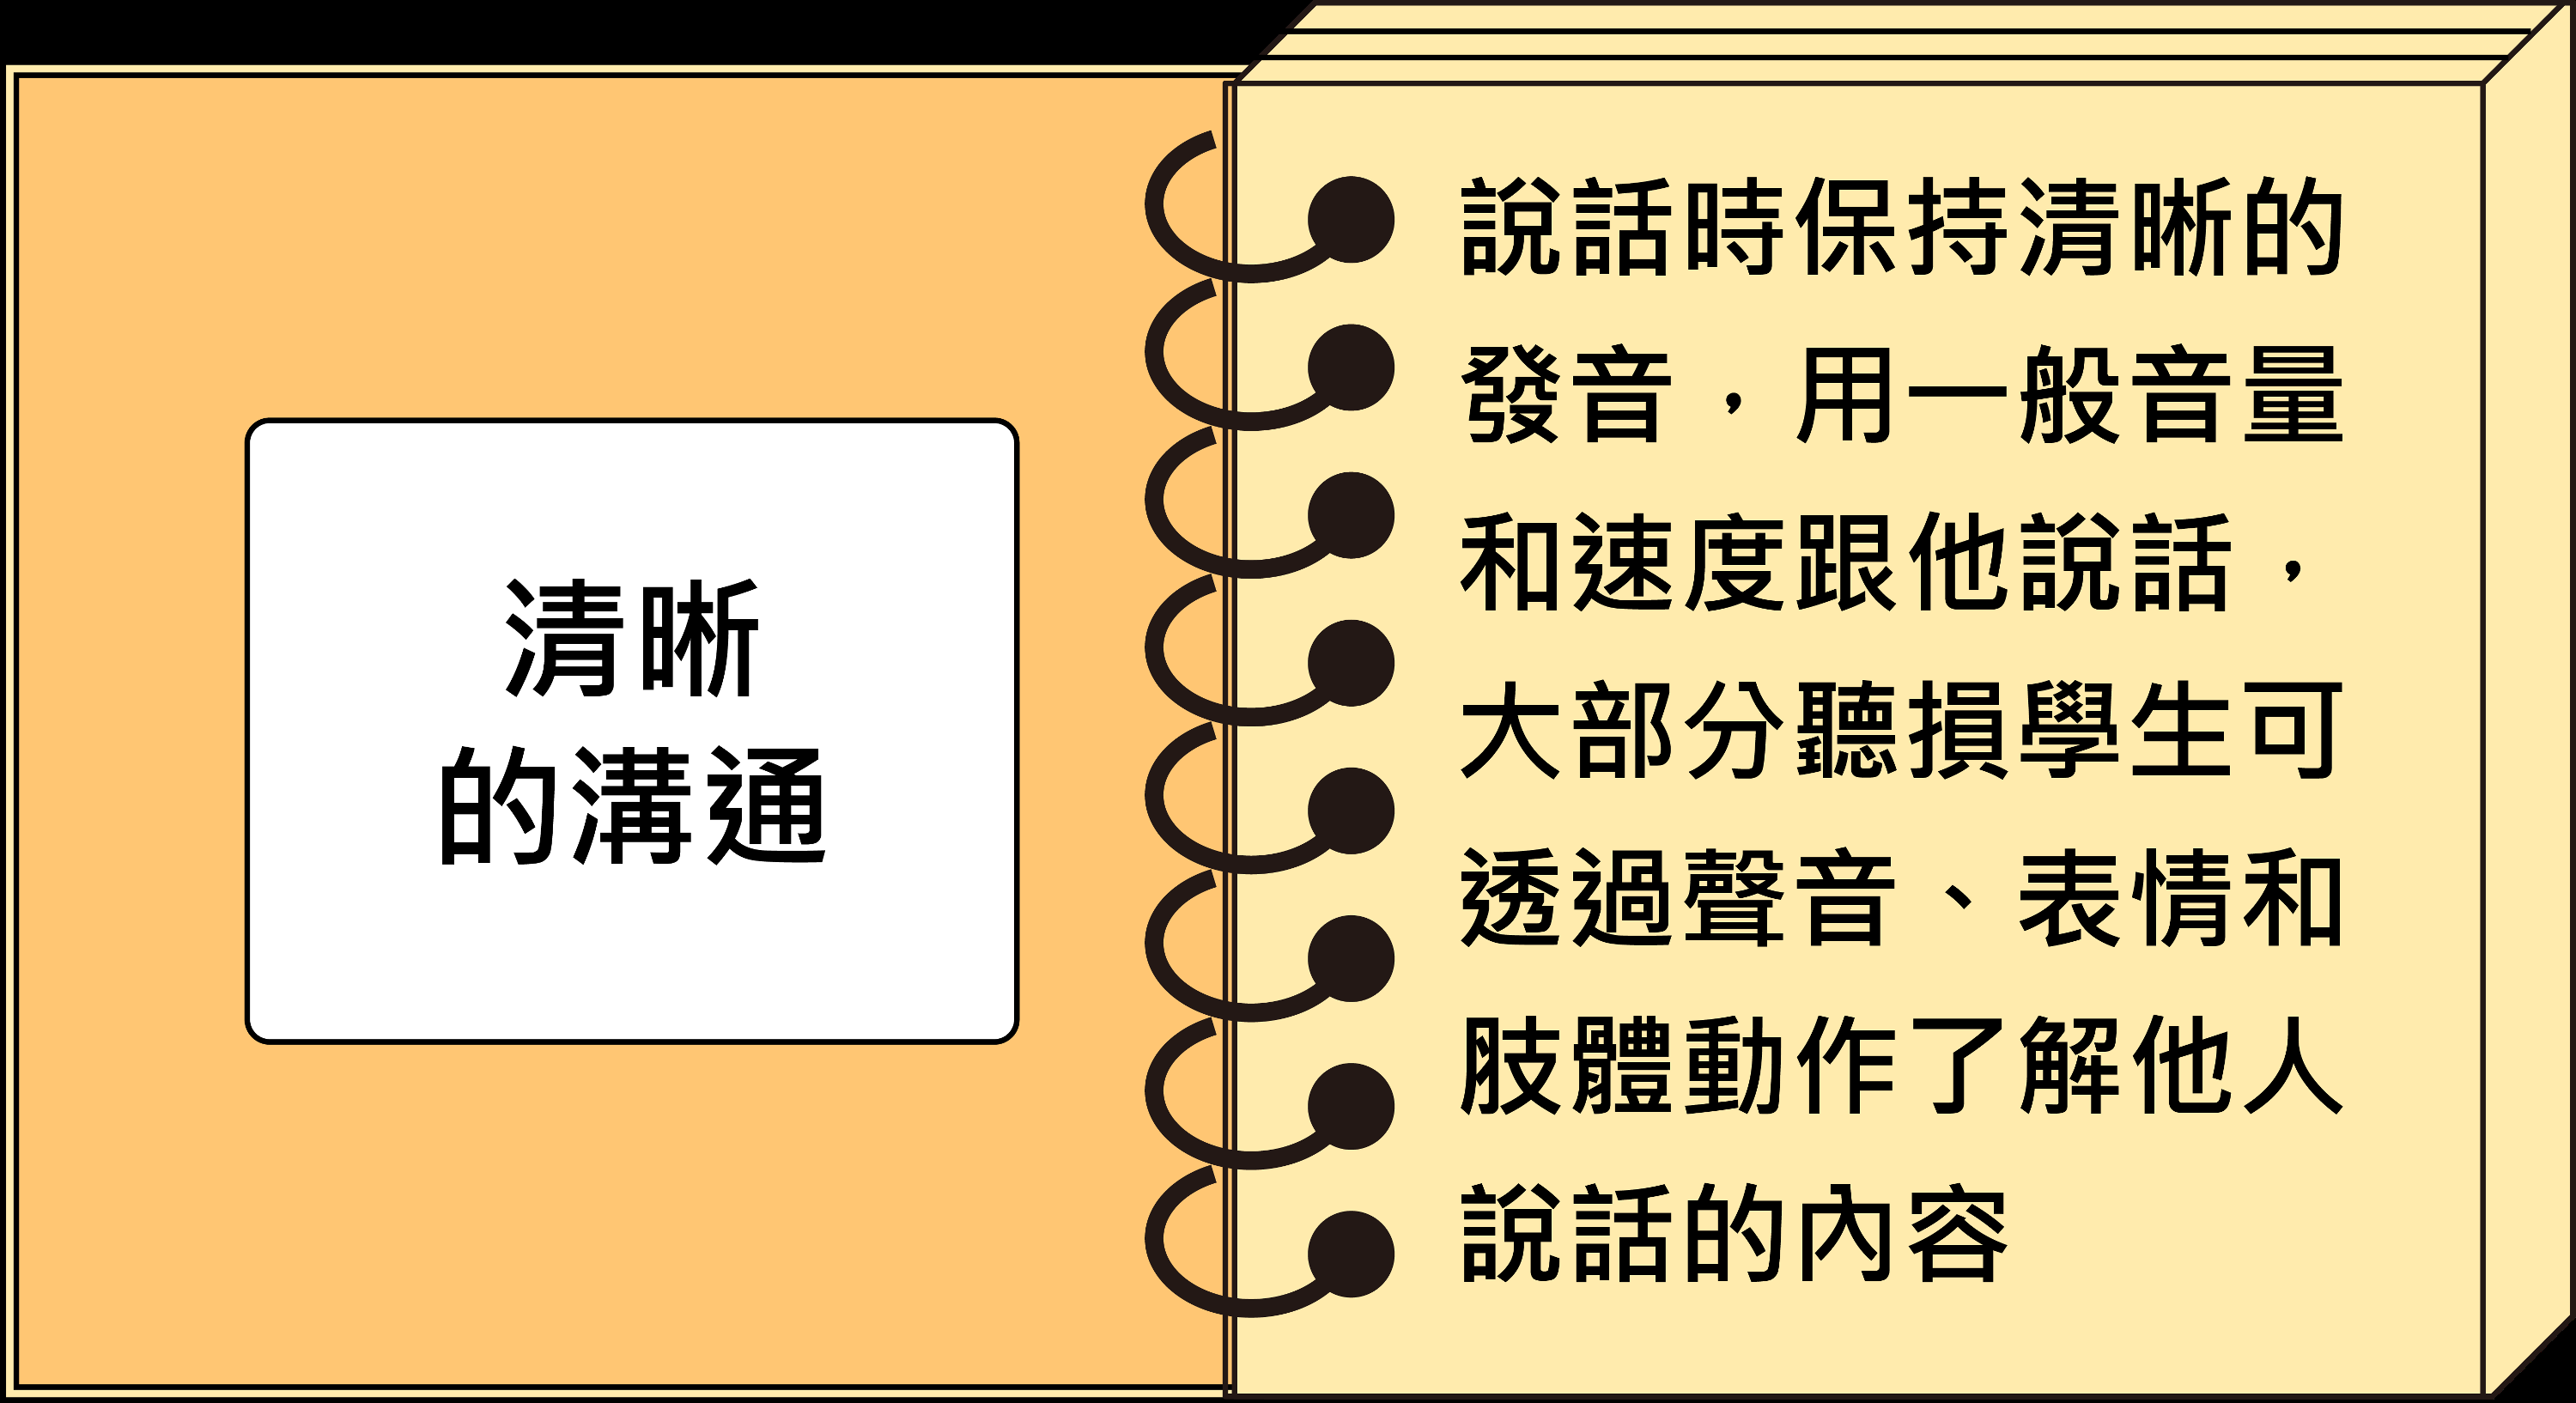 清晰
的溝通
說話時保持清晰的
發音，用一般音量
和速度跟他說話，
大部分聽損學生可
透過聲音、表情和
肢體動作了解他人
說話的內容